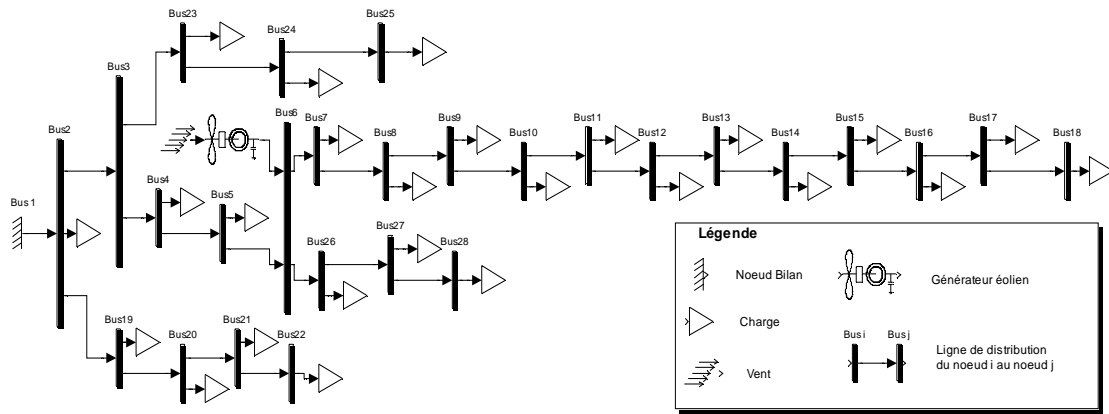 Bus23
Bus24
Bus25
Bus3
Bus2
Bus6
Bus7
Bus8
Bus9
Bus10
Bus11
Bus12
Bus13
Bus14
Bus15
Bus16
Bus17
Bus18
Bus4
Bus5
Bus 1
Bus26
Bus27
Bus28
Bus19
Bus20
Bus21
Bus22
Légende
Noeud Bilan
Générateur éolien
Charge
Bus i
Bus j
Vent
Ligne de distribution
du noeud i au noeud j